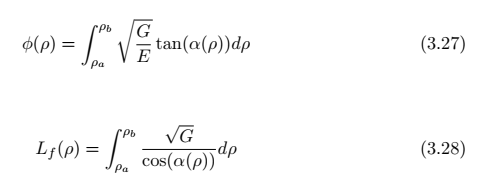 ϕ(ρ) = ∫_{ρ_a}^{ρ_b} √(G/E) tan(α(ρ))dρ (3.27)
L_f(ρ) = ∫_{ρ_a}^{ρ_b} √G/cos(α(ρ)) dρ (3.28)